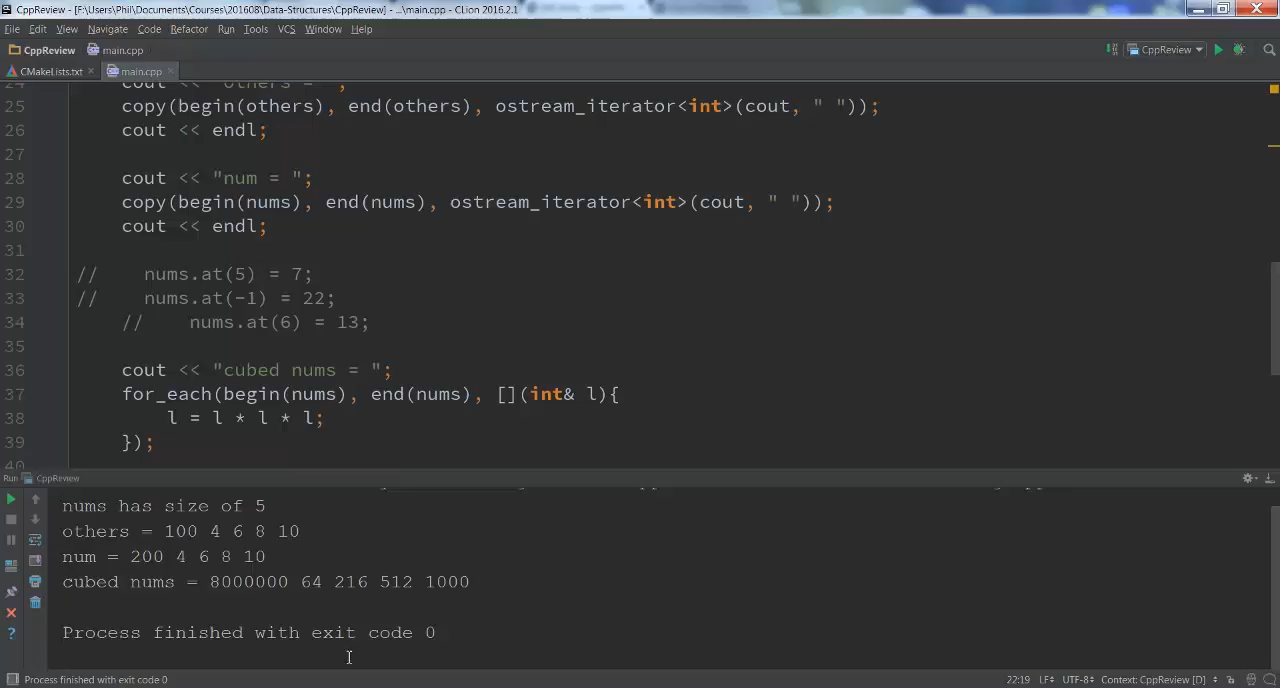 CppReview - [F:\Users\Phil\Documents\Courses\201608\Data-Structures\CppReview] - ...\main.cpp - CLion 2016.2.1
File Edit View Navigate Code Refactor Run Tools VCS Window Help
CppReview main.cpp CppReview
CMakeLists.txt main.cpp
24 cout << "others = ";
25 copy(begin(others), end(others), ostream_iterator<int>(cout, " "));
26 cout << endl;
27
28 cout << "num = ";
29 copy(begin(nums), end(nums), ostream_iterator<int>(cout, " "));
30 cout << endl;
31
32 // nums.at(5) = 7;
33 // nums.at(-1) = 22;
34 // nums.at(6) = 13;
35
36 cout << "cubed nums = ";
37 for_each(begin(nums), end(nums), [](int& l){
38 l = l * l * l;
39 });
40
Run CppReview
nums has size of 5
others = 100 4 6 8 10
num = 200 4 6 8 10
cubed nums = 8000000 64 216 512 1000
Process finished with exit code 0
Process finished with exit code 0 22:19 LF UTF-8 Context: CppReview [D]